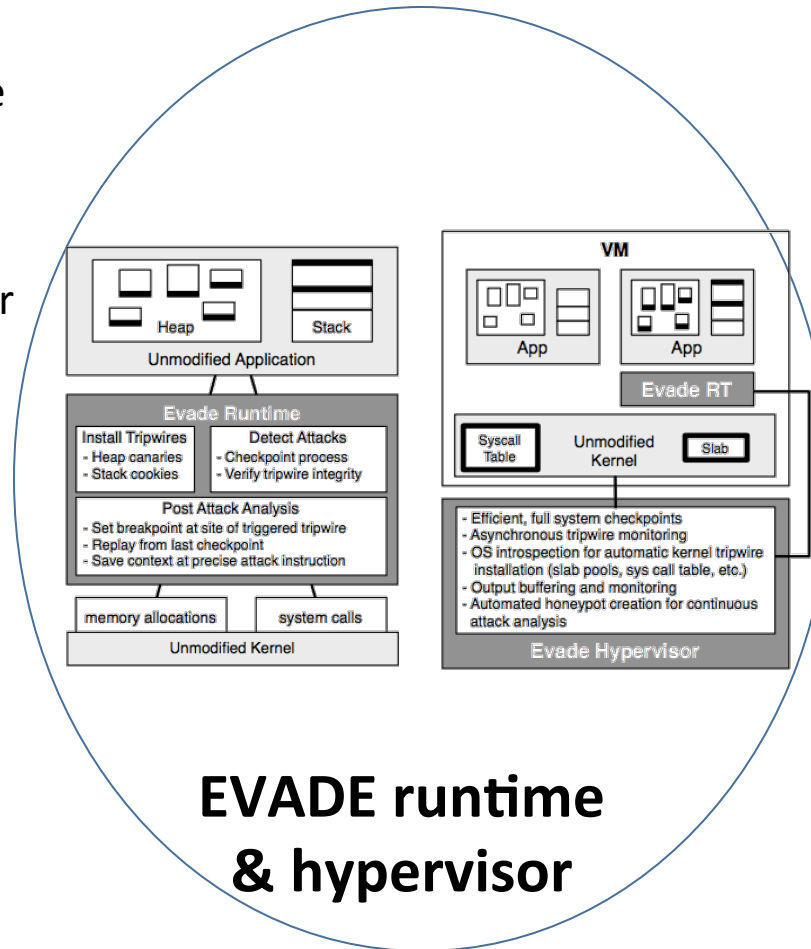 e
r
Heap
Stack
Unmodified Application
Evade Runtime
Install Tripwires
- Heap canaries
- Stack cookies
Detect Attacks
- Checkpoint process
- Verify tripwire integrity
Post Attack Analysis
- Set breakpoint at site of triggered tripwire
- Replay from last checkpoint
- Save context at precise attack instruction
memory allocations
system calls
Unmodified Kernel
VM
App
App
Evade RT
Syscall
Table
Unmodified
Kernel
Slab
- Efficient, full system checkpoints
- Asynchronous tripwire monitoring
- OS introspection for automatic kernel tripwire
installation (slab pools, sys call table, etc.)
- Output buffering and monitoring
- Automated honeypot creation for continuous
attack analysis
Evade Hypervisor
EVADE runtime
& hypervisor